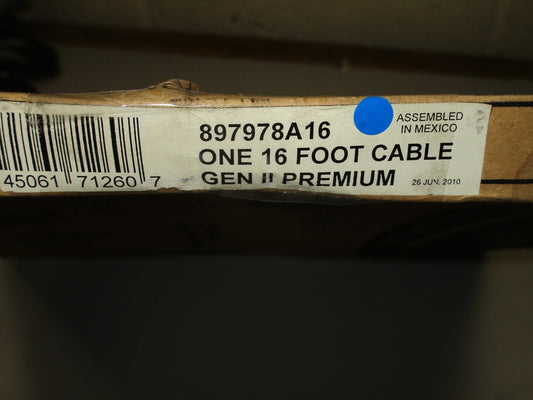 897978A16
ASSEMBLED
IN MEXICO
ONE 16 FOOT CABLE
GEN II PREMIUM
26 JUN. 2010
45061 71260 7